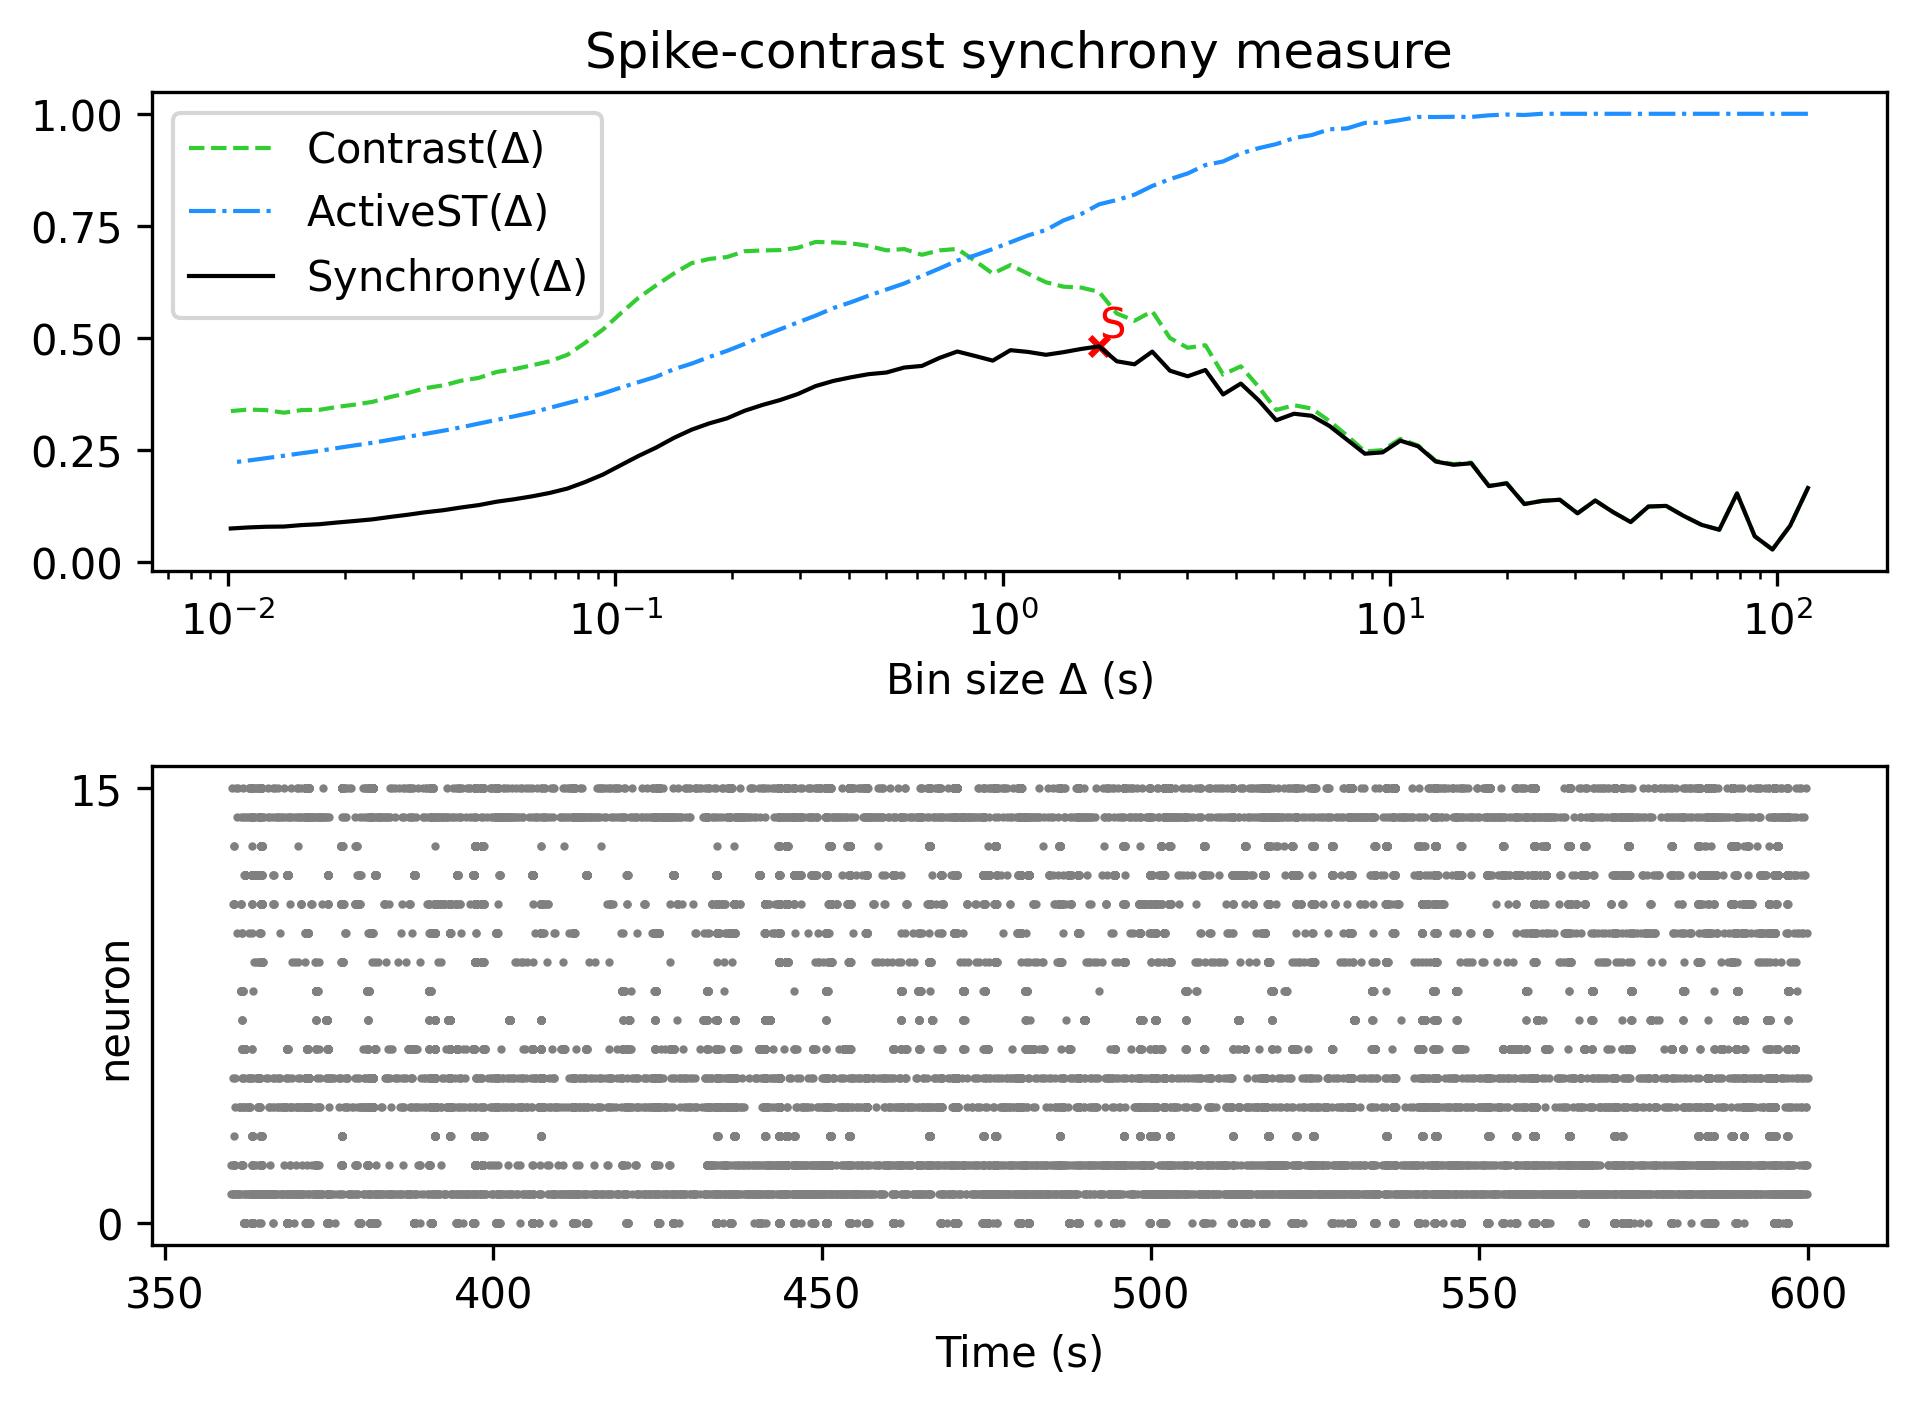 Spike-contrast synchrony measure
1.00
0.75
0.50
0.25
0.00
Contrast(Δ)
ActiveST(Δ)
Synchrony(Δ)
S
10⁻² 10⁻¹ 10⁰ 10¹ 10²
Bin size Δ (s)
15
0
neuron
350 400 450 500 550 600
Time (s)